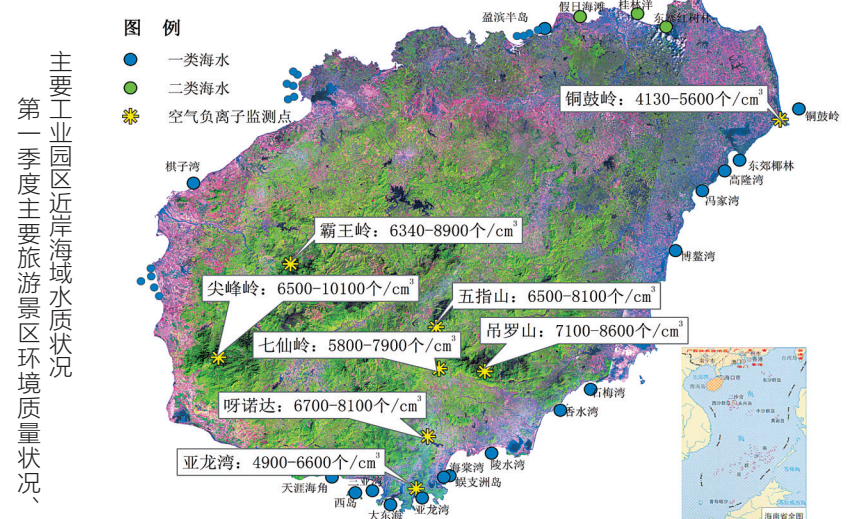 第一季度主要旅游景区环境质量状况、
主要工业园区近岸海域水质状况
图 例
一类海水
二类海水
空气负离子监测点
盈滨半岛
假日海滩
桂林洋
东寨红树林
铜鼓岭：4130-5600个/cm³
铜鼓岭
东郊椰林
高隆湾
冯家湾
棋子湾
博鳌湾
霸王岭：6340-8900个/cm³
尖峰岭：6500-10100个/cm³
五指山：6500-8100个/cm³
吊罗山：7100-8600个/cm³
七仙岭：5800-7900个/cm³
呀诺达：6700-8100个/cm³
亚龙湾：4900-6600个/cm³
石梅湾
香水湾
陵水湾
海棠湾
蜈支洲岛
天涯海角
三亚湾
西岛
大东海
亚龙湾
海口市
海南省全图